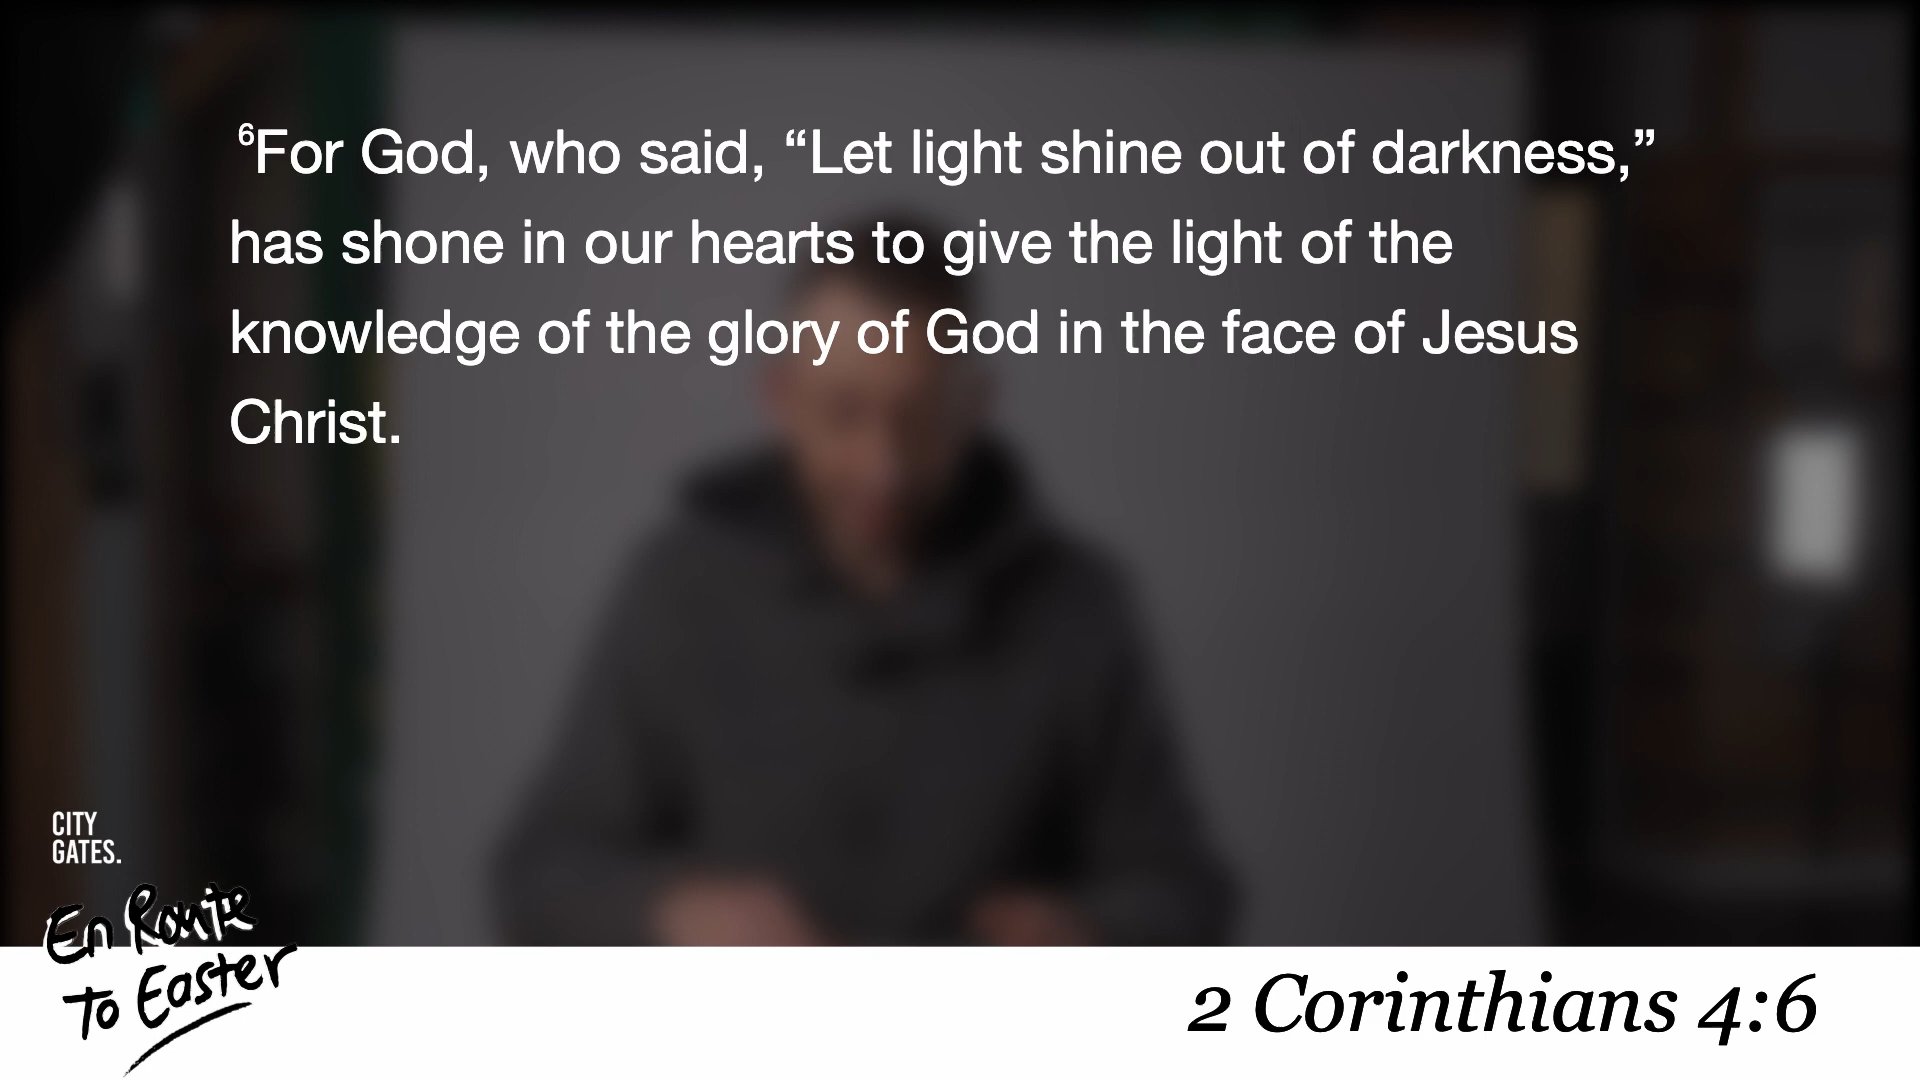 ⁶For God, who said, “Let light shine out of darkness,”
has shone in our hearts to give the light of the
knowledge of the glory of God in the face of Jesus
Christ.
CITY
GATES.
En Route
To Easter
2 Corinthians 4:6